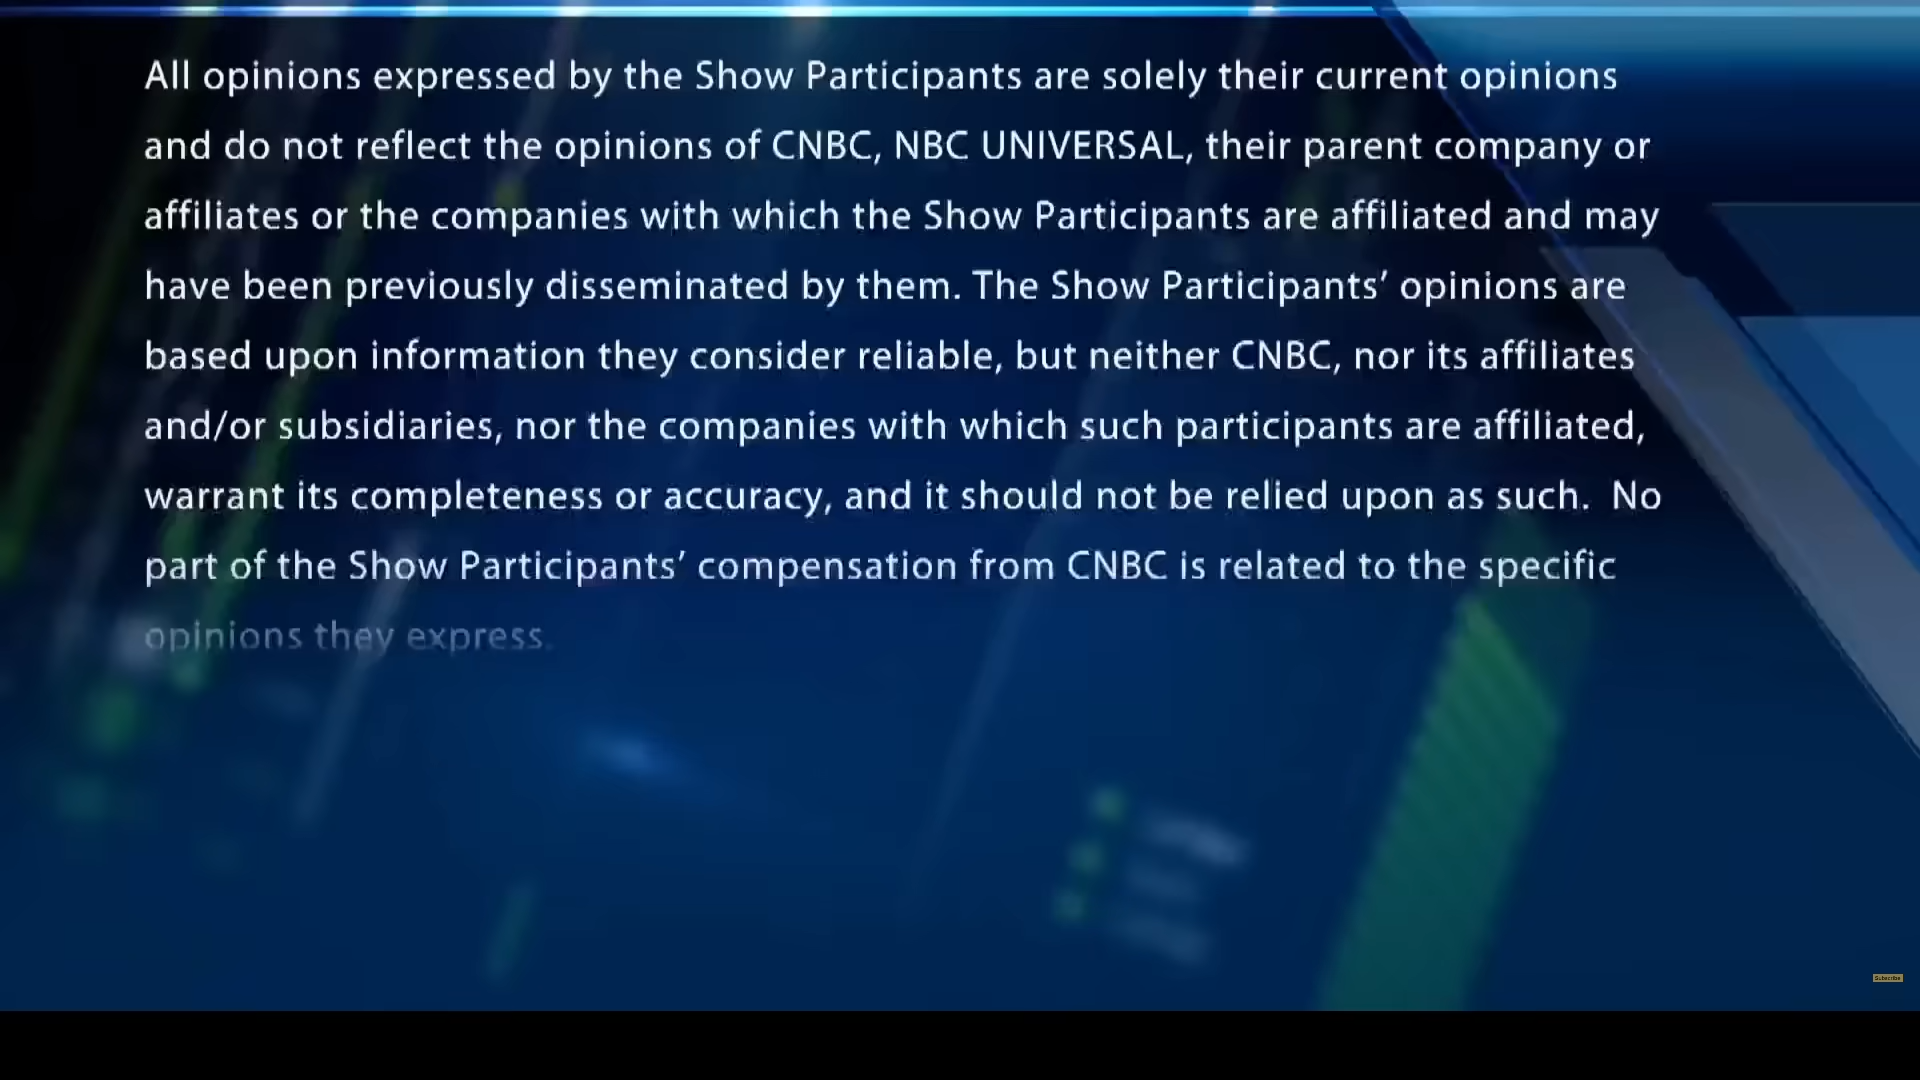 All opinions expressed by the Show Participants are solely their current opinions
and do not reflect the opinions of CNBC, NBC UNIVERSAL, their parent company or
affiliates or the companies with which the Show Participants are affiliated and may
have been previously disseminated by them. The Show Participants’ opinions are
based upon information they consider reliable, but neither CNBC, nor its affiliates
and/or subsidiaries, nor the companies with which such participants are affiliated,
warrant its completeness or accuracy, and it should not be relied upon as such.  No
part of the Show Participants’ compensation from CNBC is related to the specific
opinions they express.
Subscribe